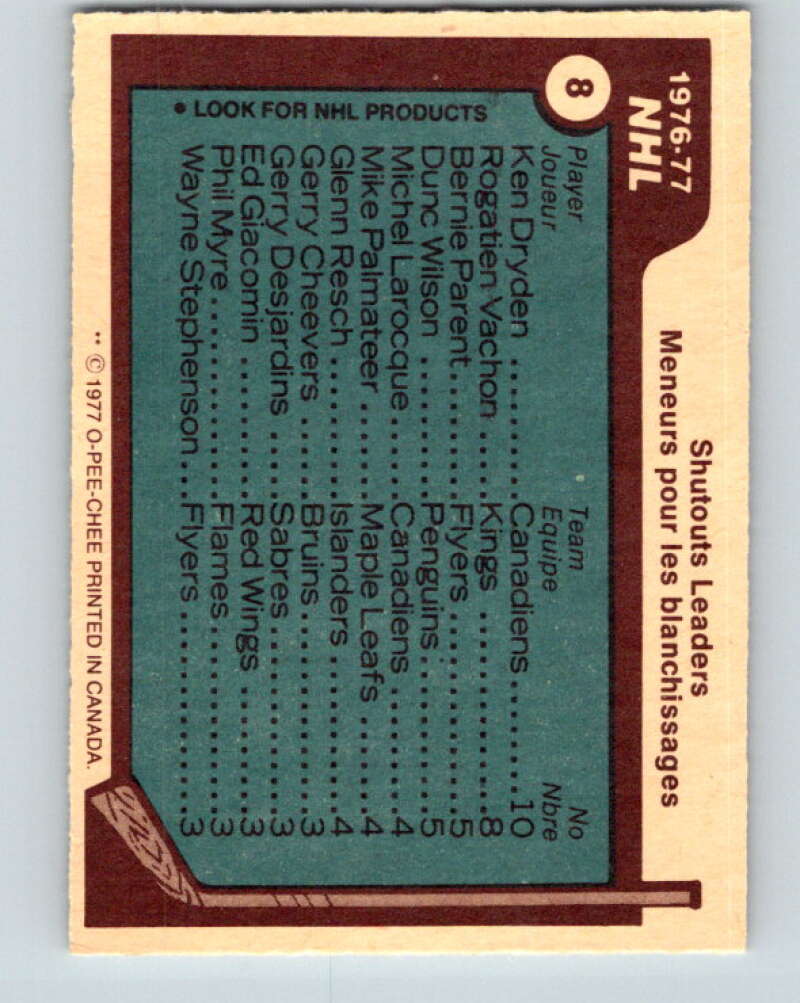 8
1976-77
NHL
Shutouts Leaders
Meneurs pour les blanchissages
Player Team No
Joueur Equipe Nbre
Ken Dryden ........ Canadiens ....... 10
Rogatien Vachon .... Kings .......... 8
Bernie Parent ....... Flyers .......... 5
Dunc Wilson ........ Penguins ....... 5
Michel Larocque .... Canadiens ....... 4
Mike Palmateer ..... Maple Leafs ...... 4
Glenn Resch ....... Islanders ........ 4
Gerry Cheevers ..... Bruins .......... 3
Gerry Desjardins .... Sabres .......... 3
Ed Giacomin ....... Red Wings ....... 3
Phil Myre .......... Flames .......... 3
Wayne Stephenson ... Flyers .......... 3
• LOOK FOR NHL PRODUCTS
** © 1977 O-PEE-CHEE PRINTED IN CANADA.